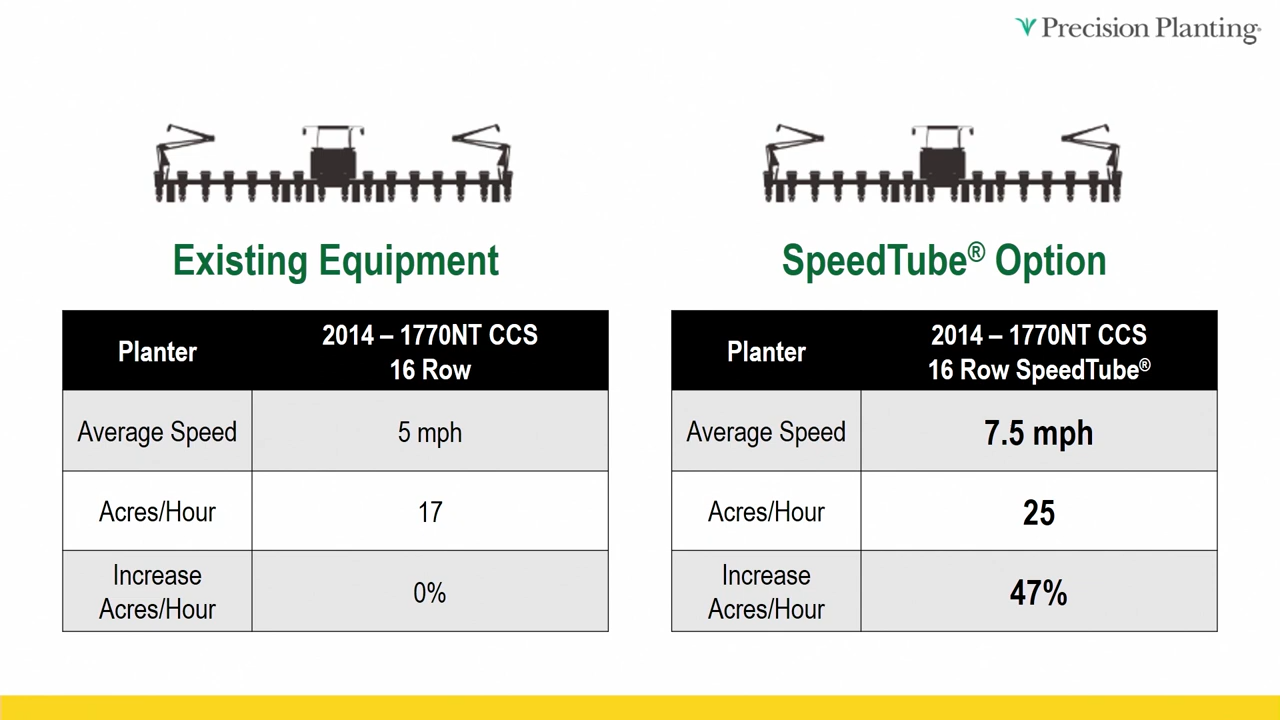 Precision Planting®
Existing Equipment
Planter
2014 – 1770NT CCS
16 Row
Average Speed
5 mph
Acres/Hour
17
Increase
Acres/Hour
0%
SpeedTube® Option
Planter
2014 – 1770NT CCS
16 Row SpeedTube®
Average Speed
7.5 mph
Acres/Hour
25
Increase
Acres/Hour
47%